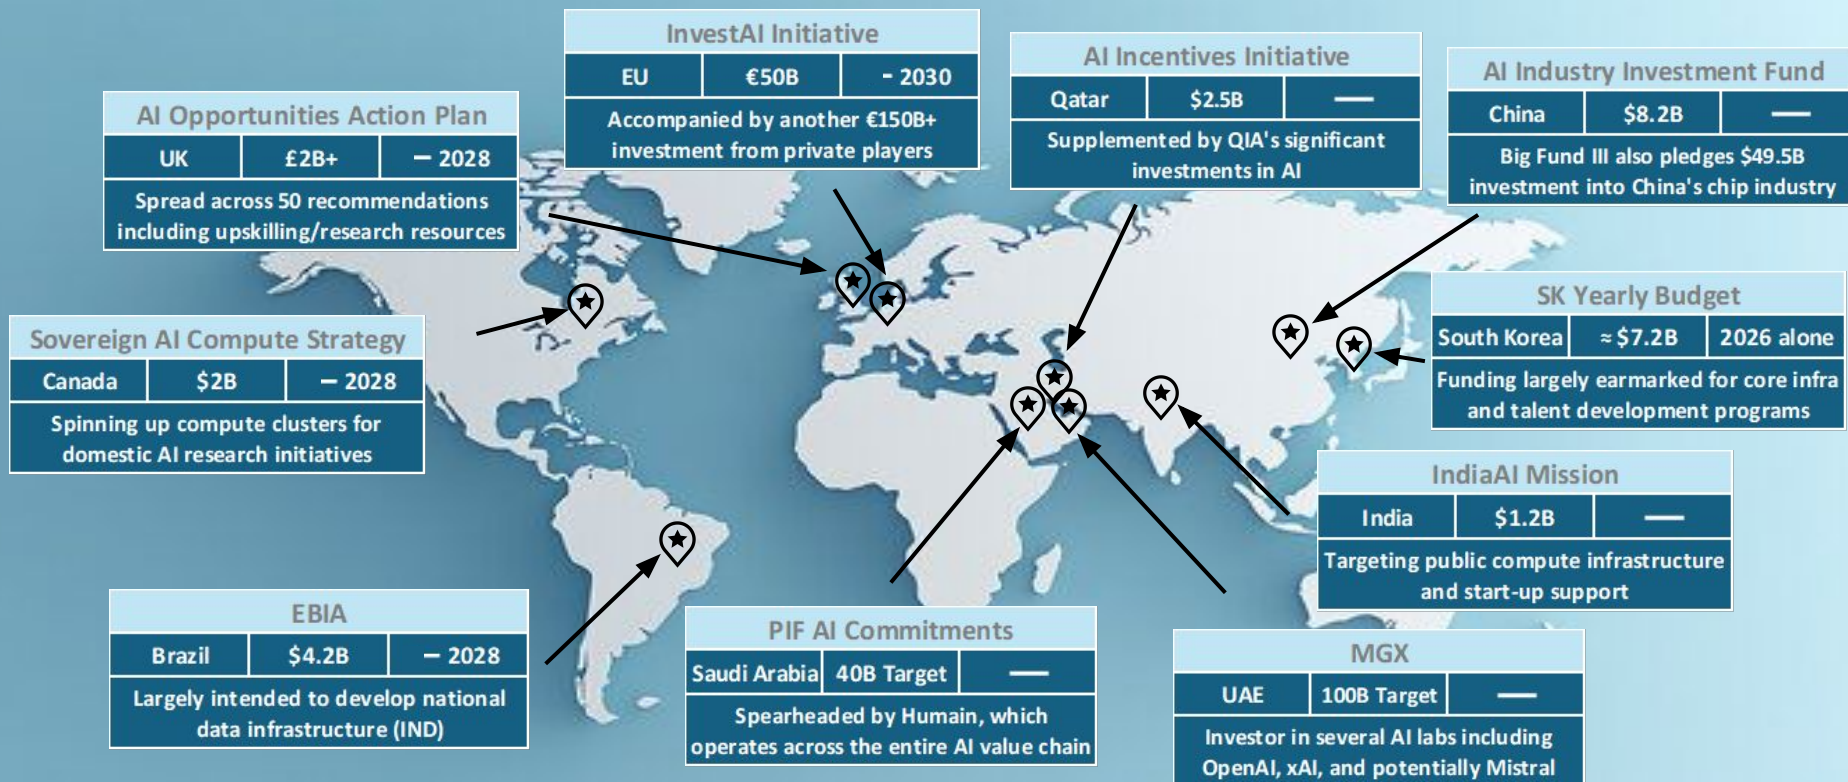 InvestAI Initiative
EU €50B - 2030
Accompanied by another €150B+
investment from private players
AI Incentives Initiative
Qatar $2.5B —
Supplemented by QIA's significant
investments in AI
AI Industry Investment Fund
China $8.2B —
Big Fund III also pledges $49.5B
investment into China's chip industry
AI Opportunities Action Plan
UK £2B+ – 2028
Spread across 50 recommendations
including upskilling/research resources
SK Yearly Budget
South Korea ≈ $7.2B 2026 alone
Funding largely earmarked for core infra
and talent development programs
Sovereign AI Compute Strategy
Canada $2B – 2028
Spinning up compute clusters for
domestic AI research initiatives
IndiaAI Mission
India $1.2B —
Targeting public compute infrastructure
and start-up support
EBIA
Brazil $4.2B – 2028
Largely intended to develop national
data infrastructure (IND)
PIF AI Commitments
Saudi Arabia 40B Target —
Spearheaded by Humain, which
operates across the entire AI value chain
MGX
UAE 100B Target —
Investor in several AI labs including
OpenAI, xAI, and potentially Mistral